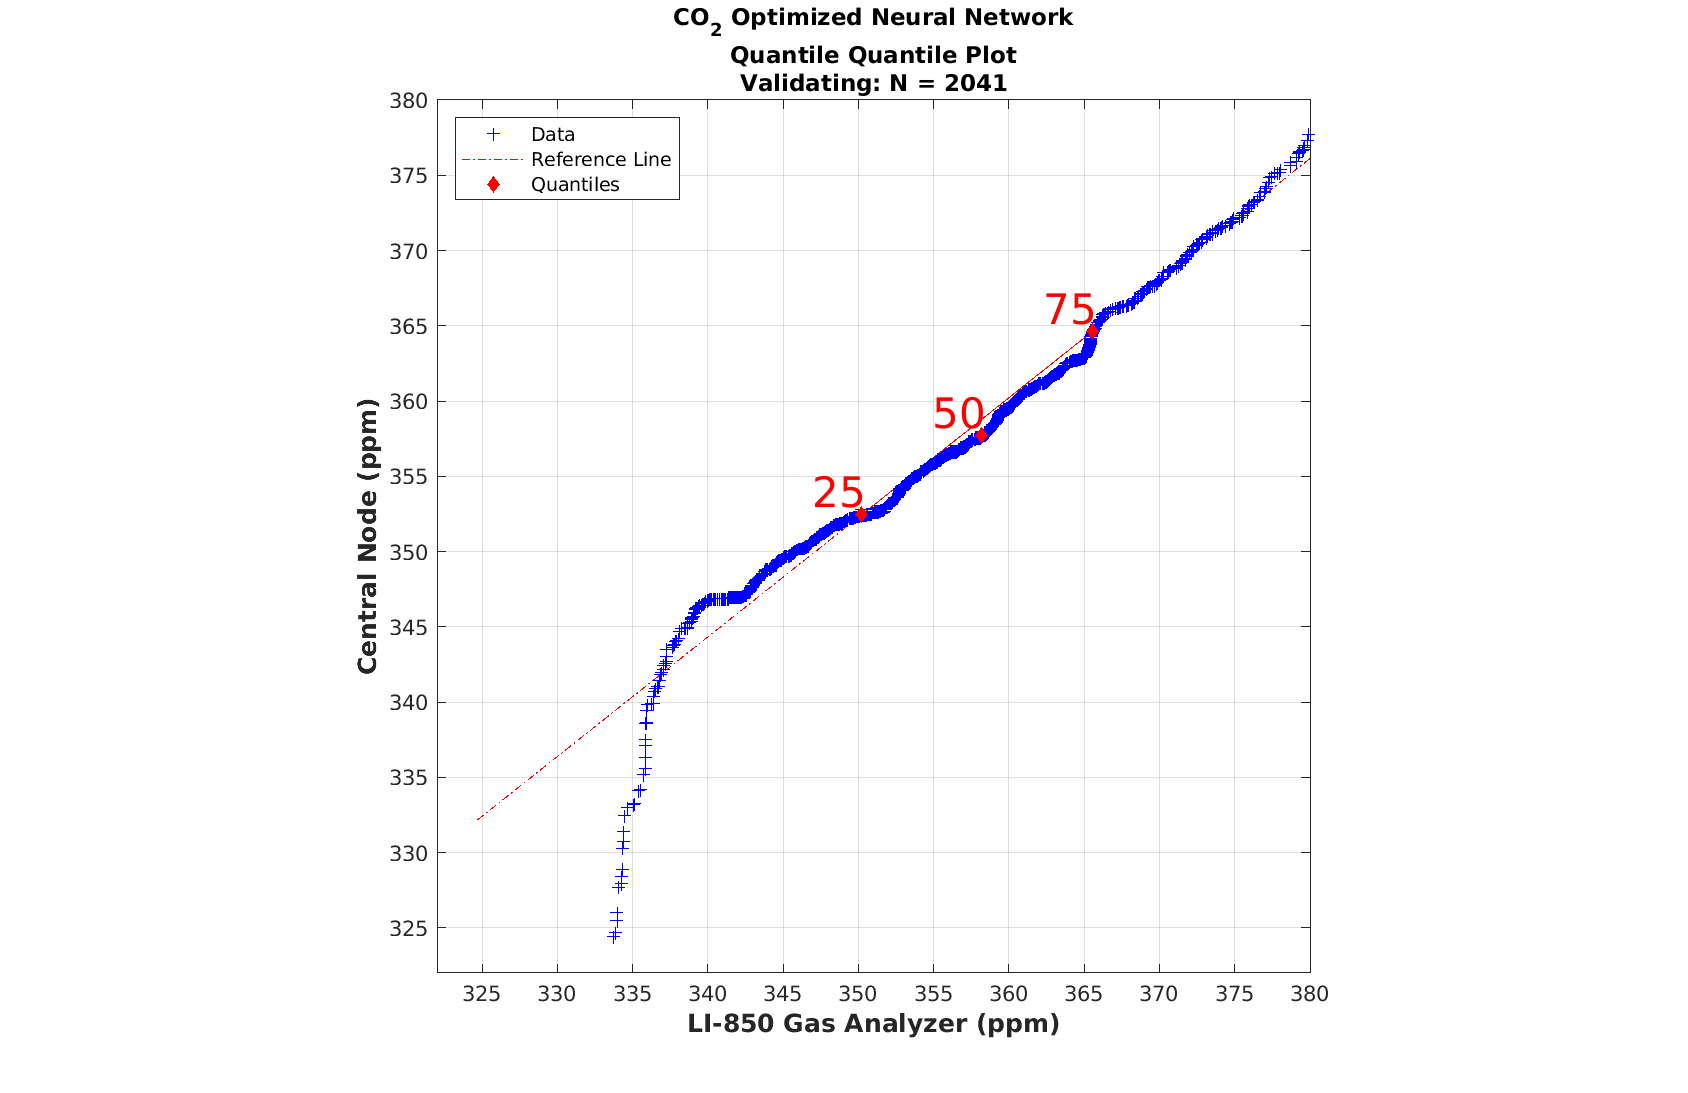 CO2 Optimized Neural Network
Quantile Quantile Plot
Validating: N = 2041
Data
Reference Line
Quantiles
380
375
370
365
360
355
350
345
340
335
330
325
75
50
25
Central Node (ppm)
325 330 335 340 345 350 355 360 365 370 375 380
LI-850 Gas Analyzer (ppm)